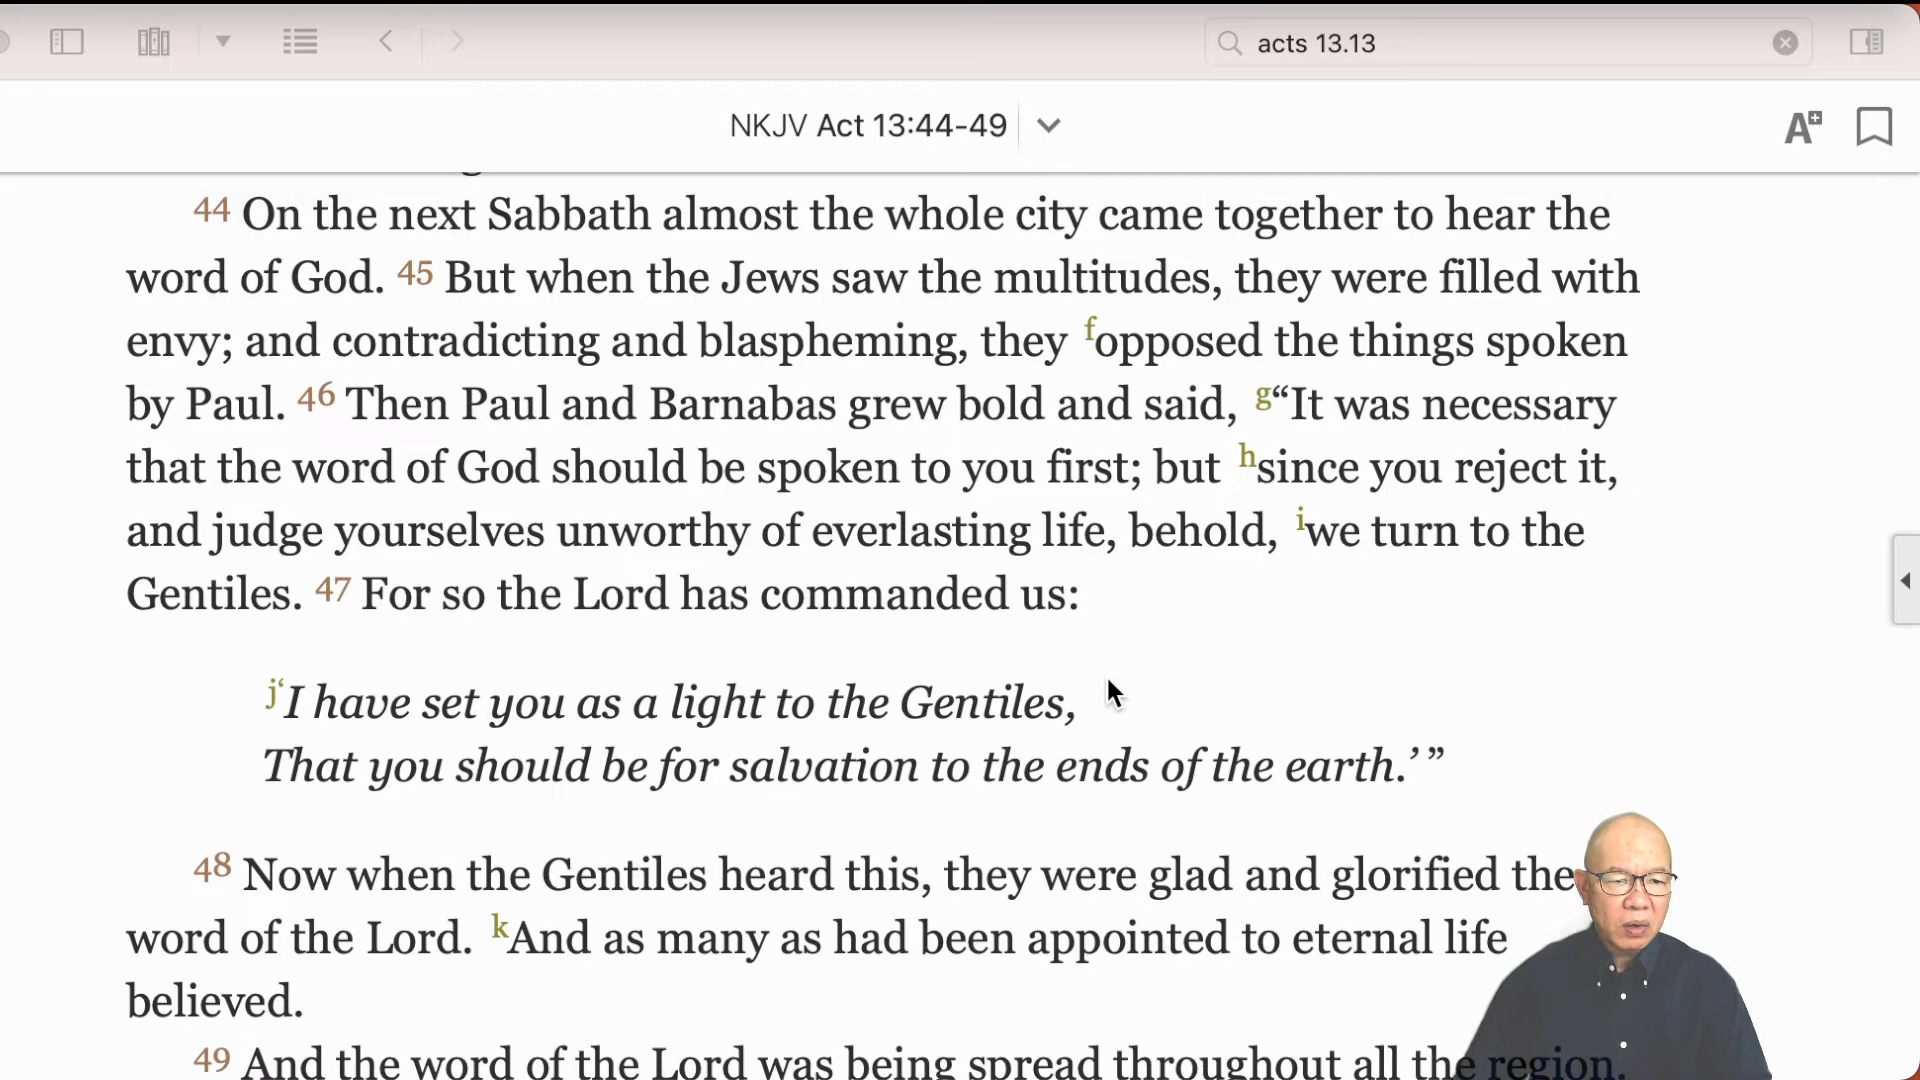 acts 13.13
NKJV Act 13:44-49
A
44 On the next Sabbath almost the whole city came together to hear the
word of God. 45 But when the Jews saw the multitudes, they were filled with
envy; and contradicting and blaspheming, they fopposed the things spoken
by Paul. 46 Then Paul and Barnabas grew bold and said, g“It was necessary
that the word of God should be spoken to you first; but hsince you reject it,
and judge yourselves unworthy of everlasting life, behold, iwe turn to the
Gentiles. 47 For so the Lord has commanded us:
j‘I have set you as a light to the Gentiles,
That you should be for salvation to the ends of the earth.’ ”
48 Now when the Gentiles heard this, they were glad and glorified the
word of the Lord. kAnd as many as had been appointed to eternal life
believed.
49 And the word of the Lord was being spread throughout all the region.